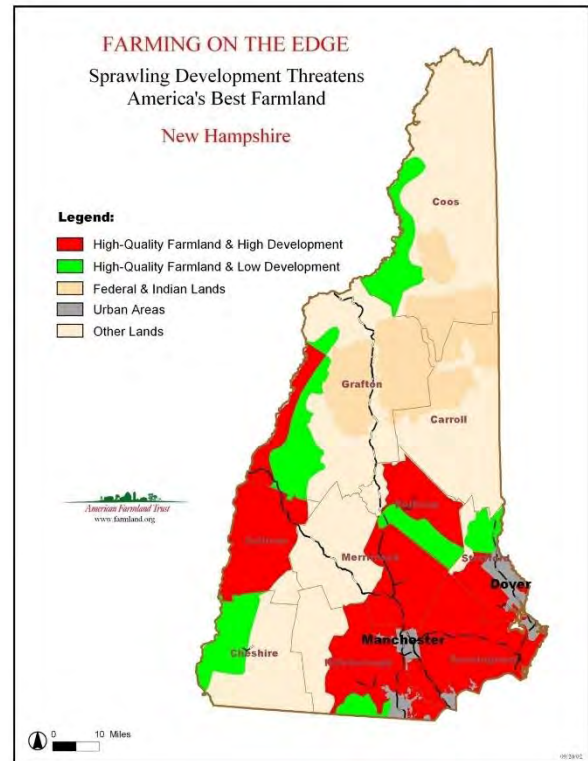 FARMING ON THE EDGE
Sprawling Development Threatens
America's Best Farmland
New Hampshire
Legend:
High-Quality Farmland & High Development
High-Quality Farmland & Low Development
Federal & Indian Lands
Urban Areas
Other Lands
Coos
Grafton
Carroll
American Farmland Trust
www.farmland.org
Sullivan
Belknap
Merrimack
Strafford
Dover
Cheshire
Manchester
Hillsborough
Rockingham
0 10 Miles